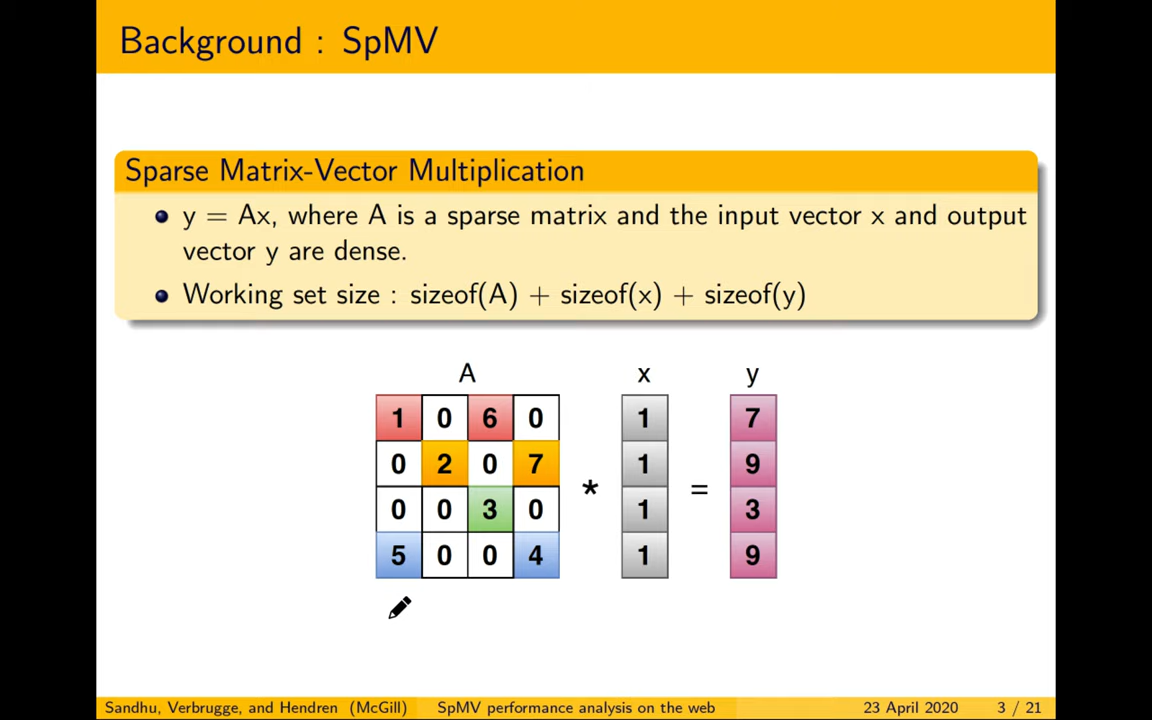 Background : SpMV
Sparse Matrix-Vector Multiplication
y = Ax, where A is a sparse matrix and the input vector x and output
vector y are dense.
Working set size : sizeof(A) + sizeof(x) + sizeof(y)
A x y
1 0 6 0 1 7
0 2 0 7 1 9
* =
0 0 3 0 1 3
5 0 0 4 1 9
Sandhu, Verbrugge, and Hendren (McGill) SpMV performance analysis on the web 23 April 2020 3 / 21